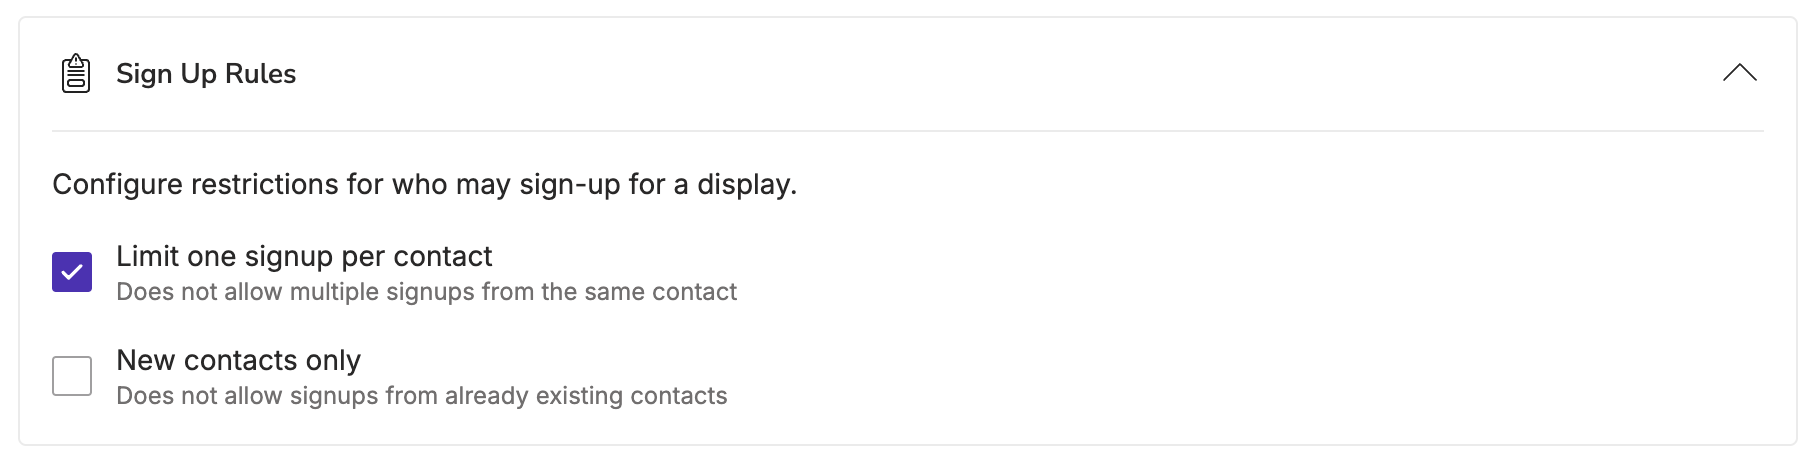 Sign Up Rules
Configure restrictions for who may sign-up for a display.
Limit one signup per contact
Does not allow multiple signups from the same contact
New contacts only
Does not allow signups from already existing contacts